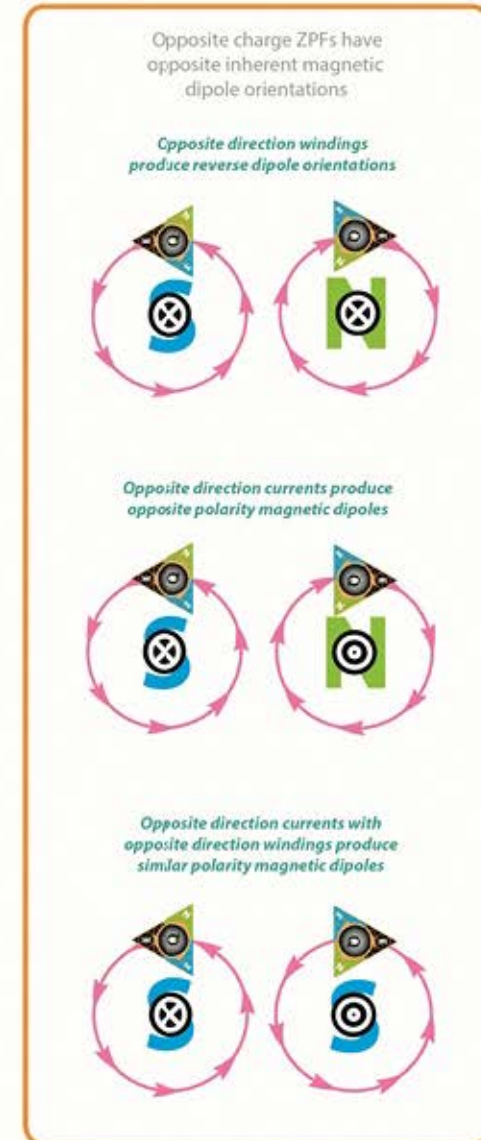 Opposite charge ZPFs have
opposite inherent magnetic
dipole orientations
Opposite direction windings
produce reverse dipole orientations
S N
Opposite direction currents produce
opposite polarity magnetic dipoles
S N
Opposite direction currents with
opposite direction windings produce
similar polarity magnetic dipoles
S S